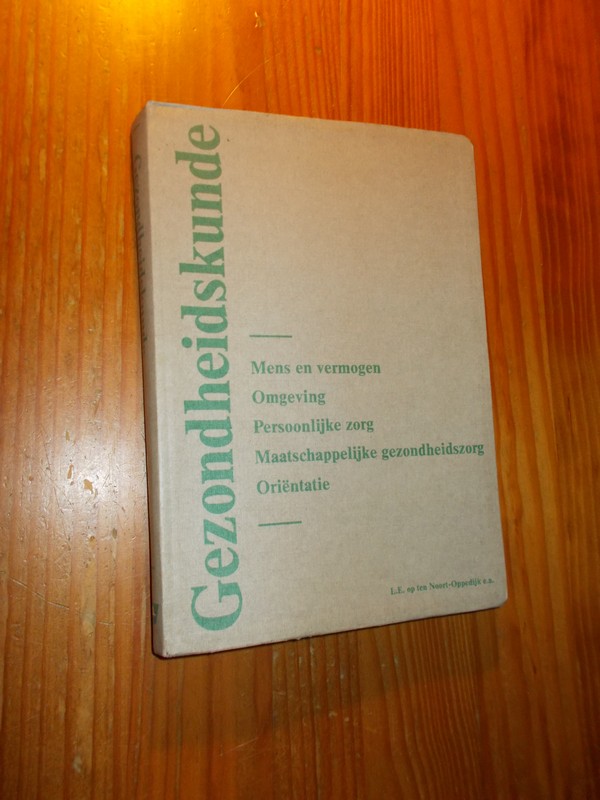 Gezondheidskunde
Mens en vermogen
Omgeving
Persoonlijke zorg
Maatschappelijke gezondheidszorg
Oriëntatie
L.E. op ten Noort-Oppedijk e.a.